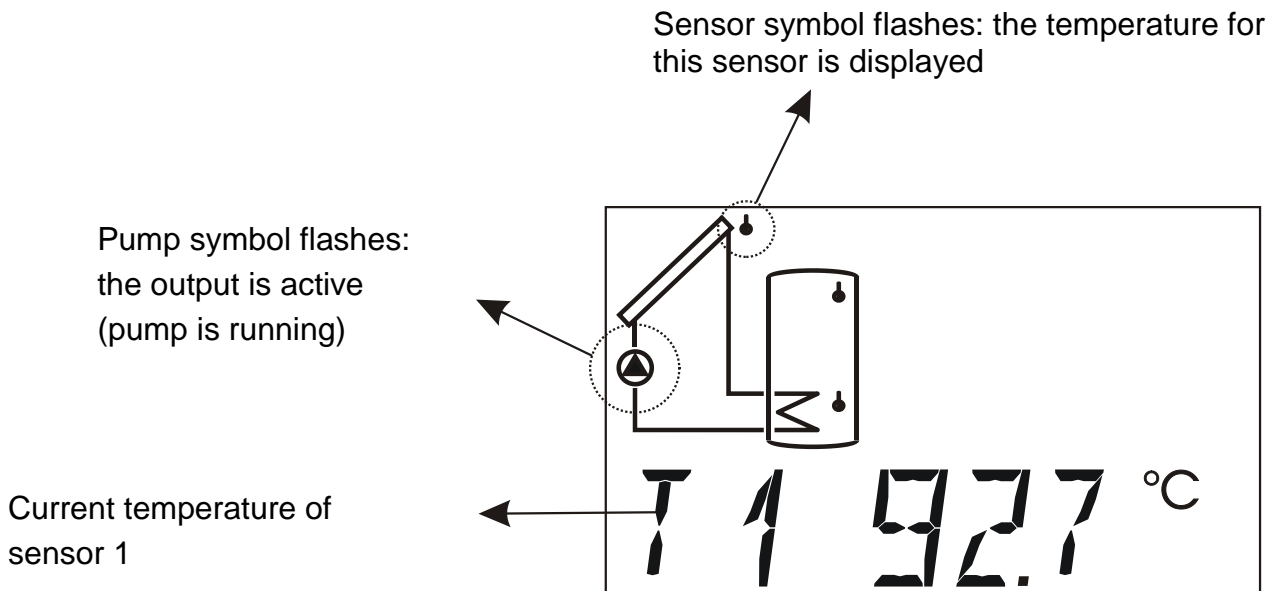 Sensor symbol flashes: the temperature for
this sensor is displayed
Pump symbol flashes:
the output is active
(pump is running)
Current temperature of
sensor 1
T1 92.7 °C